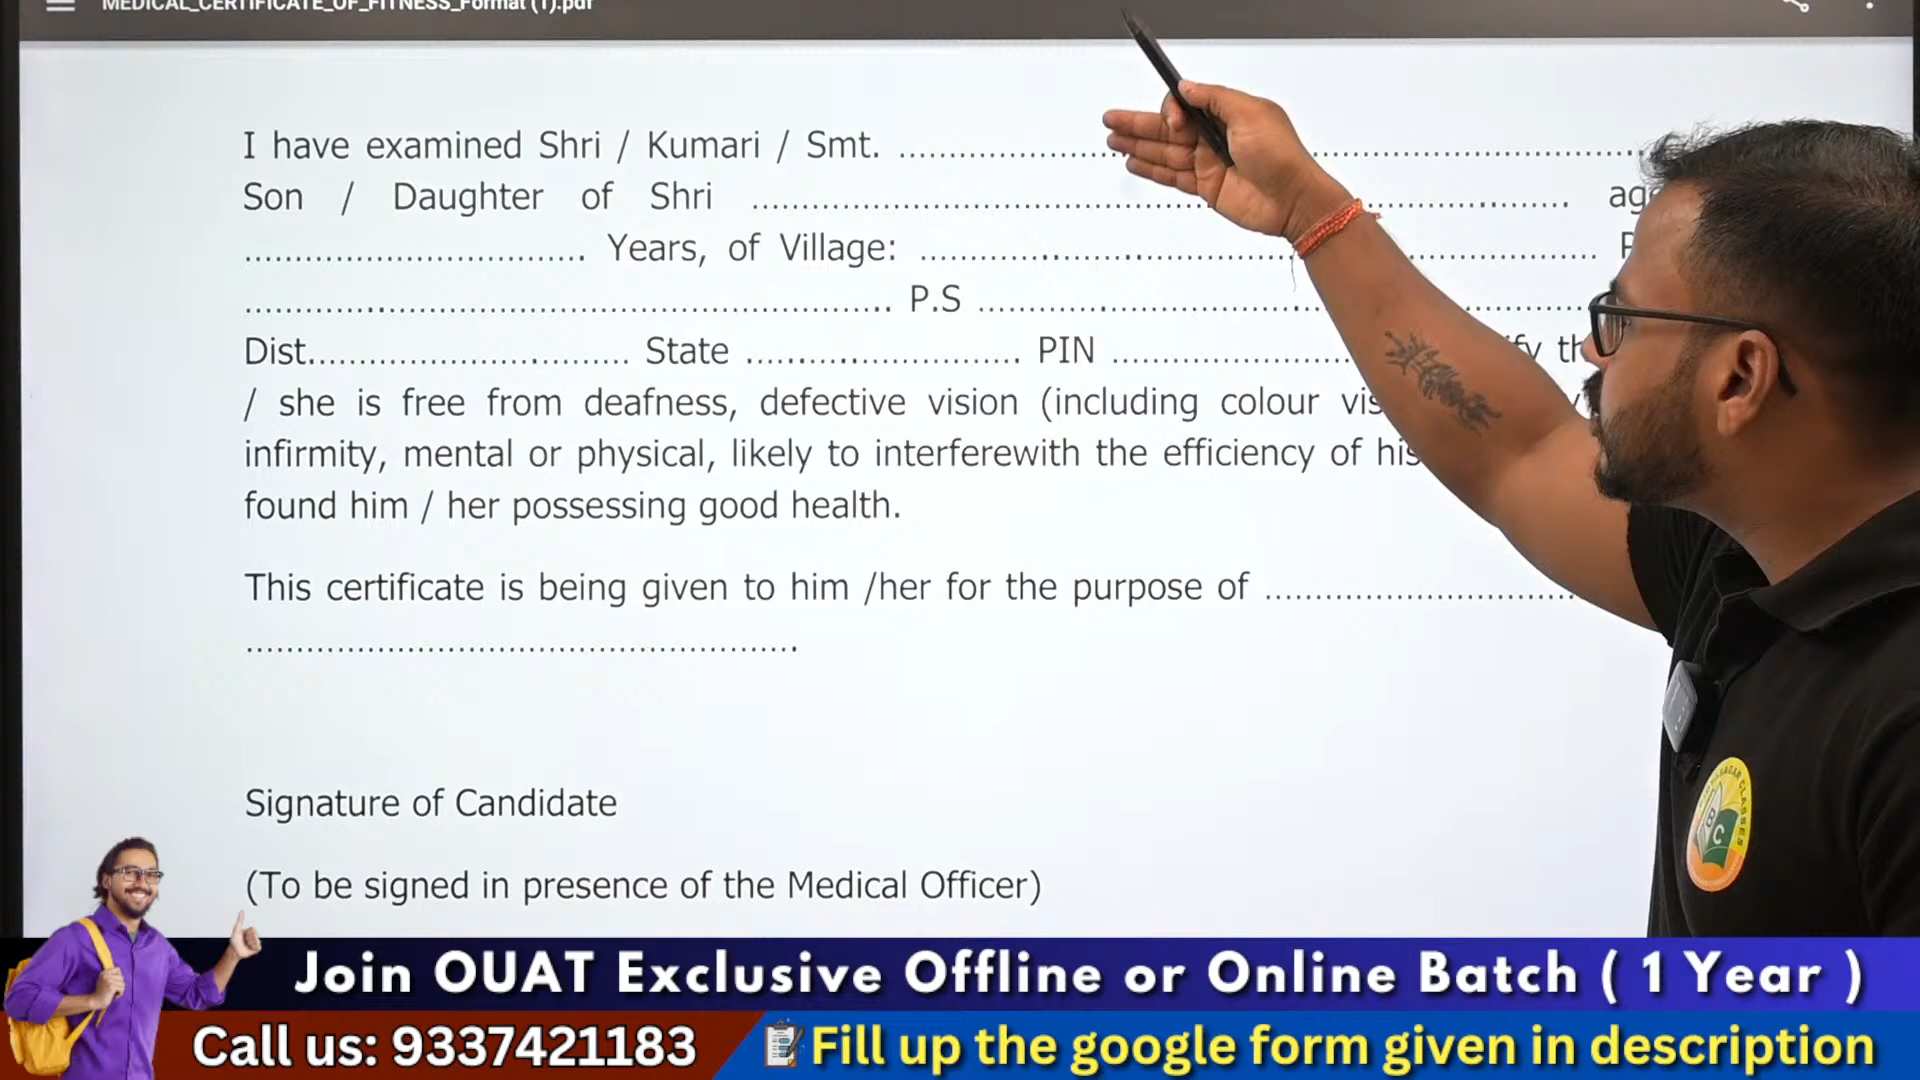 MEDICAL_CERTIFICATE_OF_FITNESS_Format (1).pdf
I have examined Shri / Kumari / Smt. ........................................
Son / Daughter of Shri ........................................
........................................ Years, of Village: ........................................
........................................ P.S ........................................
Dist........................................ State ........................................ PIN ........................................
/ she is free from deafness, defective vision (including colour
infirmity, mental or physical, likely to interferewith the efficiency of his
found him / her possessing good health.
This certificate is being given to him /her for the purpose of ........................................
........................................
Signature of Candidate
(To be signed in presence of the Medical Officer)
CLASSES
BC
Join OUAT Exclusive Offline or Online Batch ( 1 Year )
Call us: 9337421183
Fill up the google form given in description